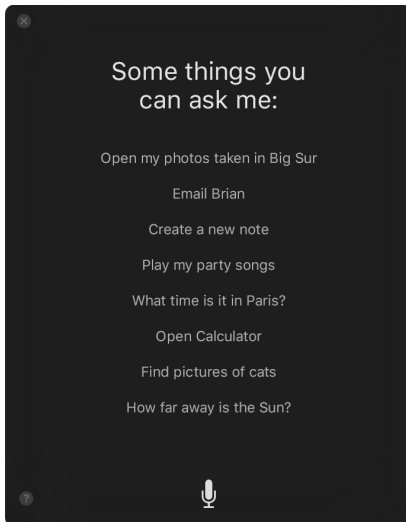 Some things you
can ask me:
Open my photos taken in Big Sur
Email Brian
Create a new note
Play my party songs
What time is it in Paris?
Open Calculator
Find pictures of cats
How far away is the Sun?
?